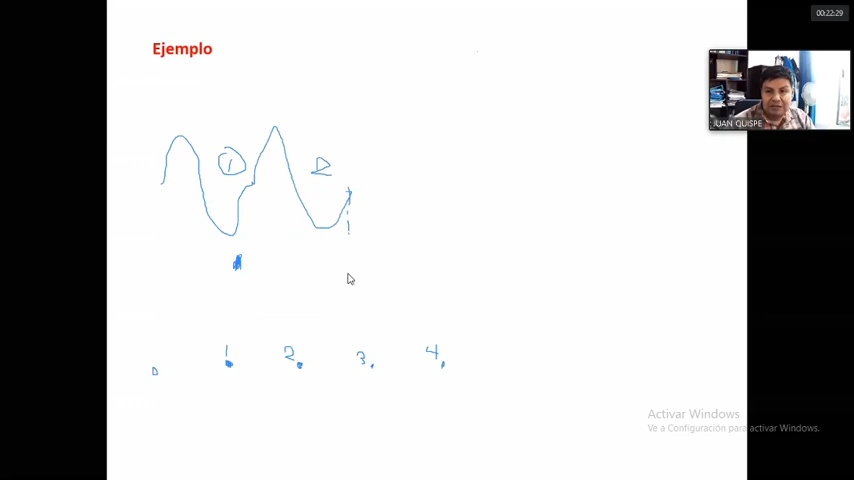 00:22:29
Ejemplo
JUAN QUISPE
1 2
1 2 3 4
0
Activar Windows
Ve a Configuración para activar Windows.